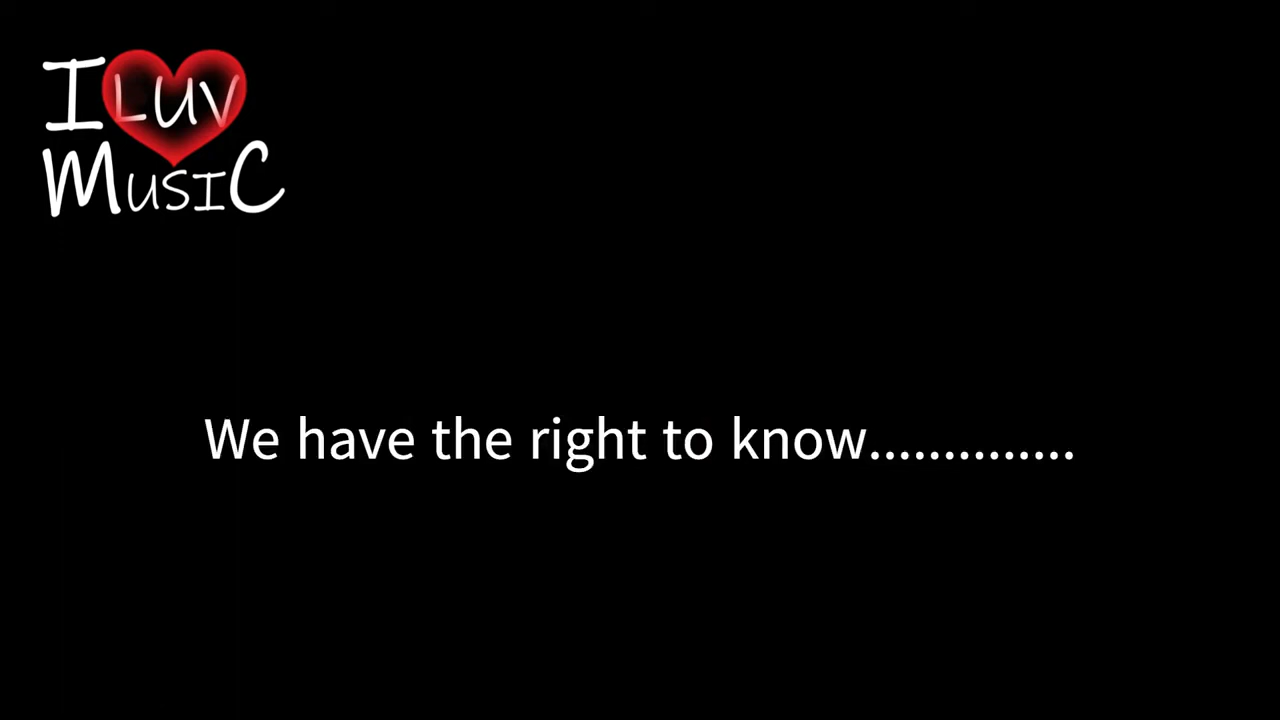 I LUV
MUSIC
We have the right to know..............